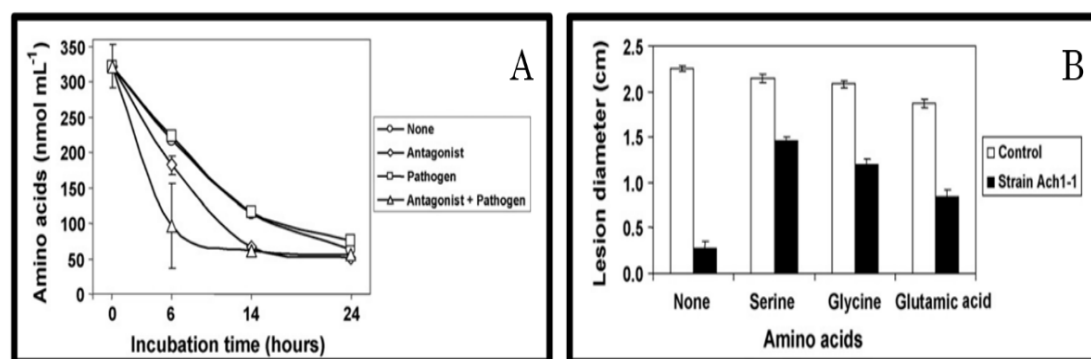 A
350
300
250
200
150
100
50
0
Amino acids (nmol mL⁻¹)
0 6 14 24
Incubation time (hours)
None
Antagonist
Pathogen
Antagonist + Pathogen
B
2.5
2.0
1.5
1.0
0.5
0.0
Lesion diameter (cm)
None Serine Glycine Glutamic acid
Amino acids
Control
Strain Ach1-1